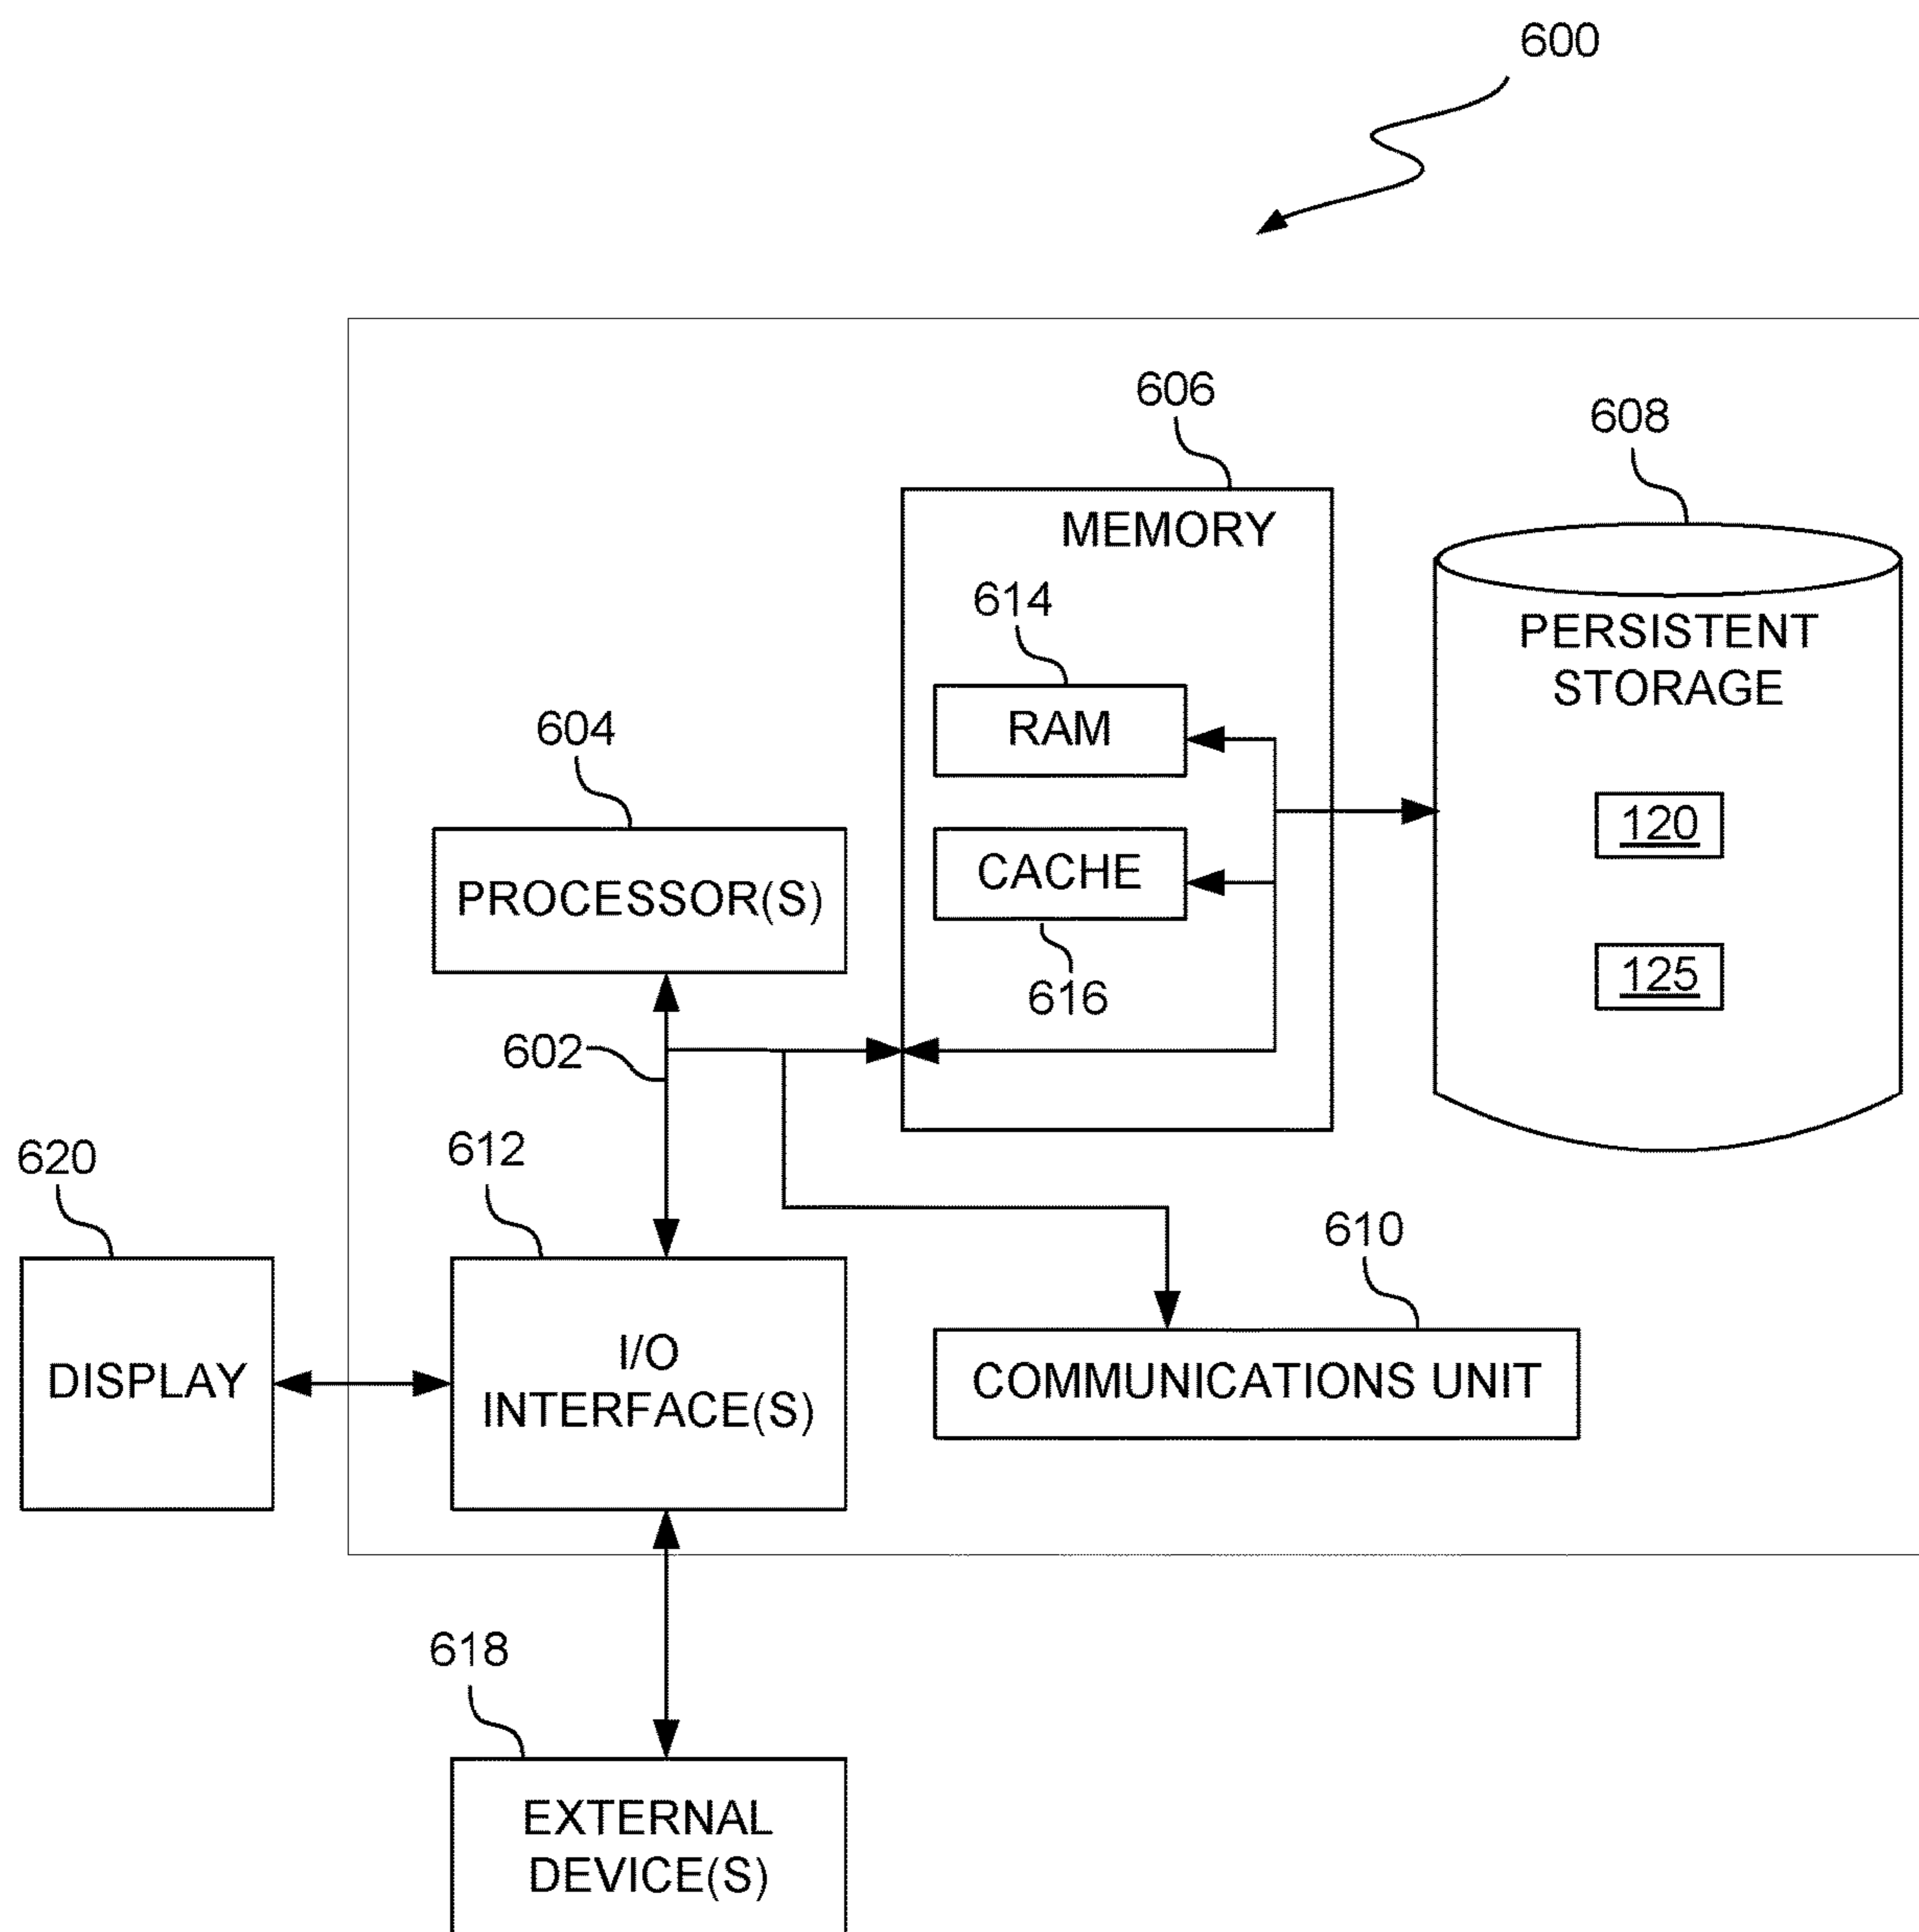 600
606
608
MEMORY
614
PERSISTENT
STORAGE
RAM
604
120
CACHE
PROCESSOR(S)
125
616
602
620
612
610
I/O
INTERFACE(S)
DISPLAY
COMMUNICATIONS UNIT
618
EXTERNAL
DEVICE(S)